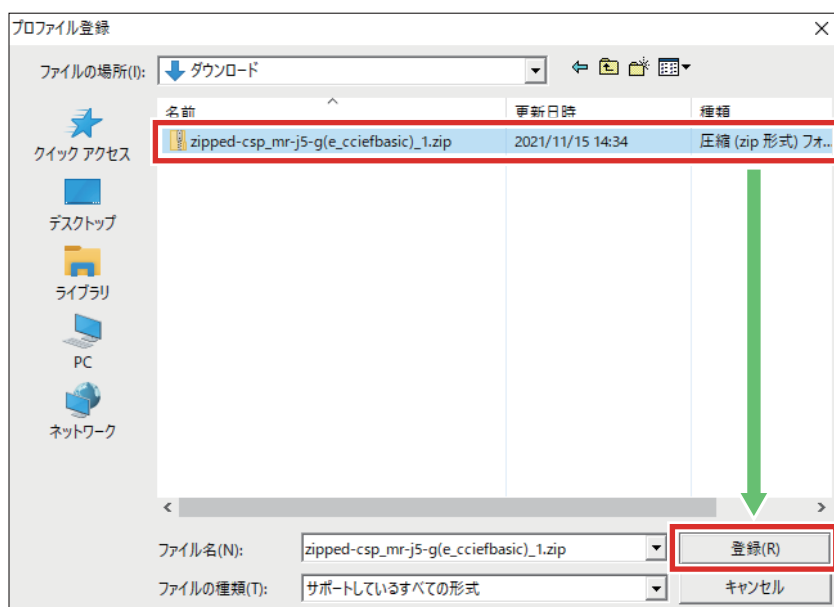 プロファイル登録
ファイルの場所(I):
ダウンロード
名前
更新日時
種類
zipped-csp_mr-j5-g(e_cciefbasic)_1.zip
2021/11/15 14:34
圧縮 (zip 形式) フォ...
クイック アクセス
デスクトップ
ライブラリ
PC
ネットワーク
ファイル名(N):
zipped-csp_mr-j5-g(e_cciefbasic)_1.zip
登録(R)
ファイルの種類(T):
サポートしているすべての形式
キャンセル